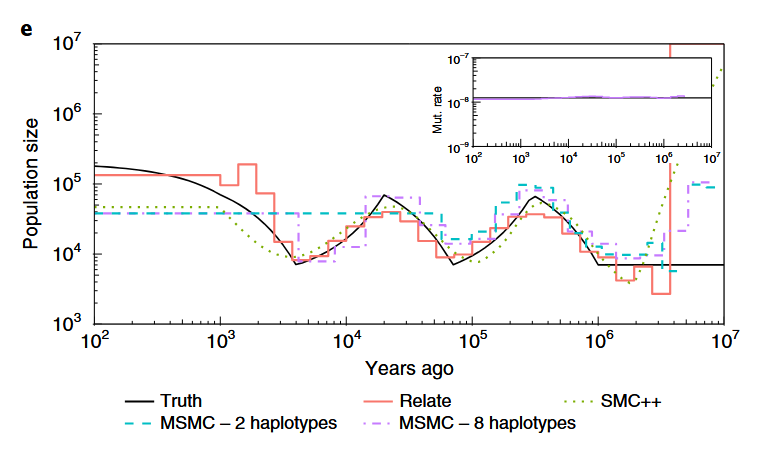 e
10^7
10^6
10^5
10^4
10^3
Population size
10^2 10^3 10^4 10^5 10^6 10^7
Years ago
10^-7
10^-8
10^-9
Mut. rate
10^2 10^3 10^4 10^5 10^6 10^7
Truth Relate SMC++
MSMC – 2 haplotypes MSMC – 8 haplotypes